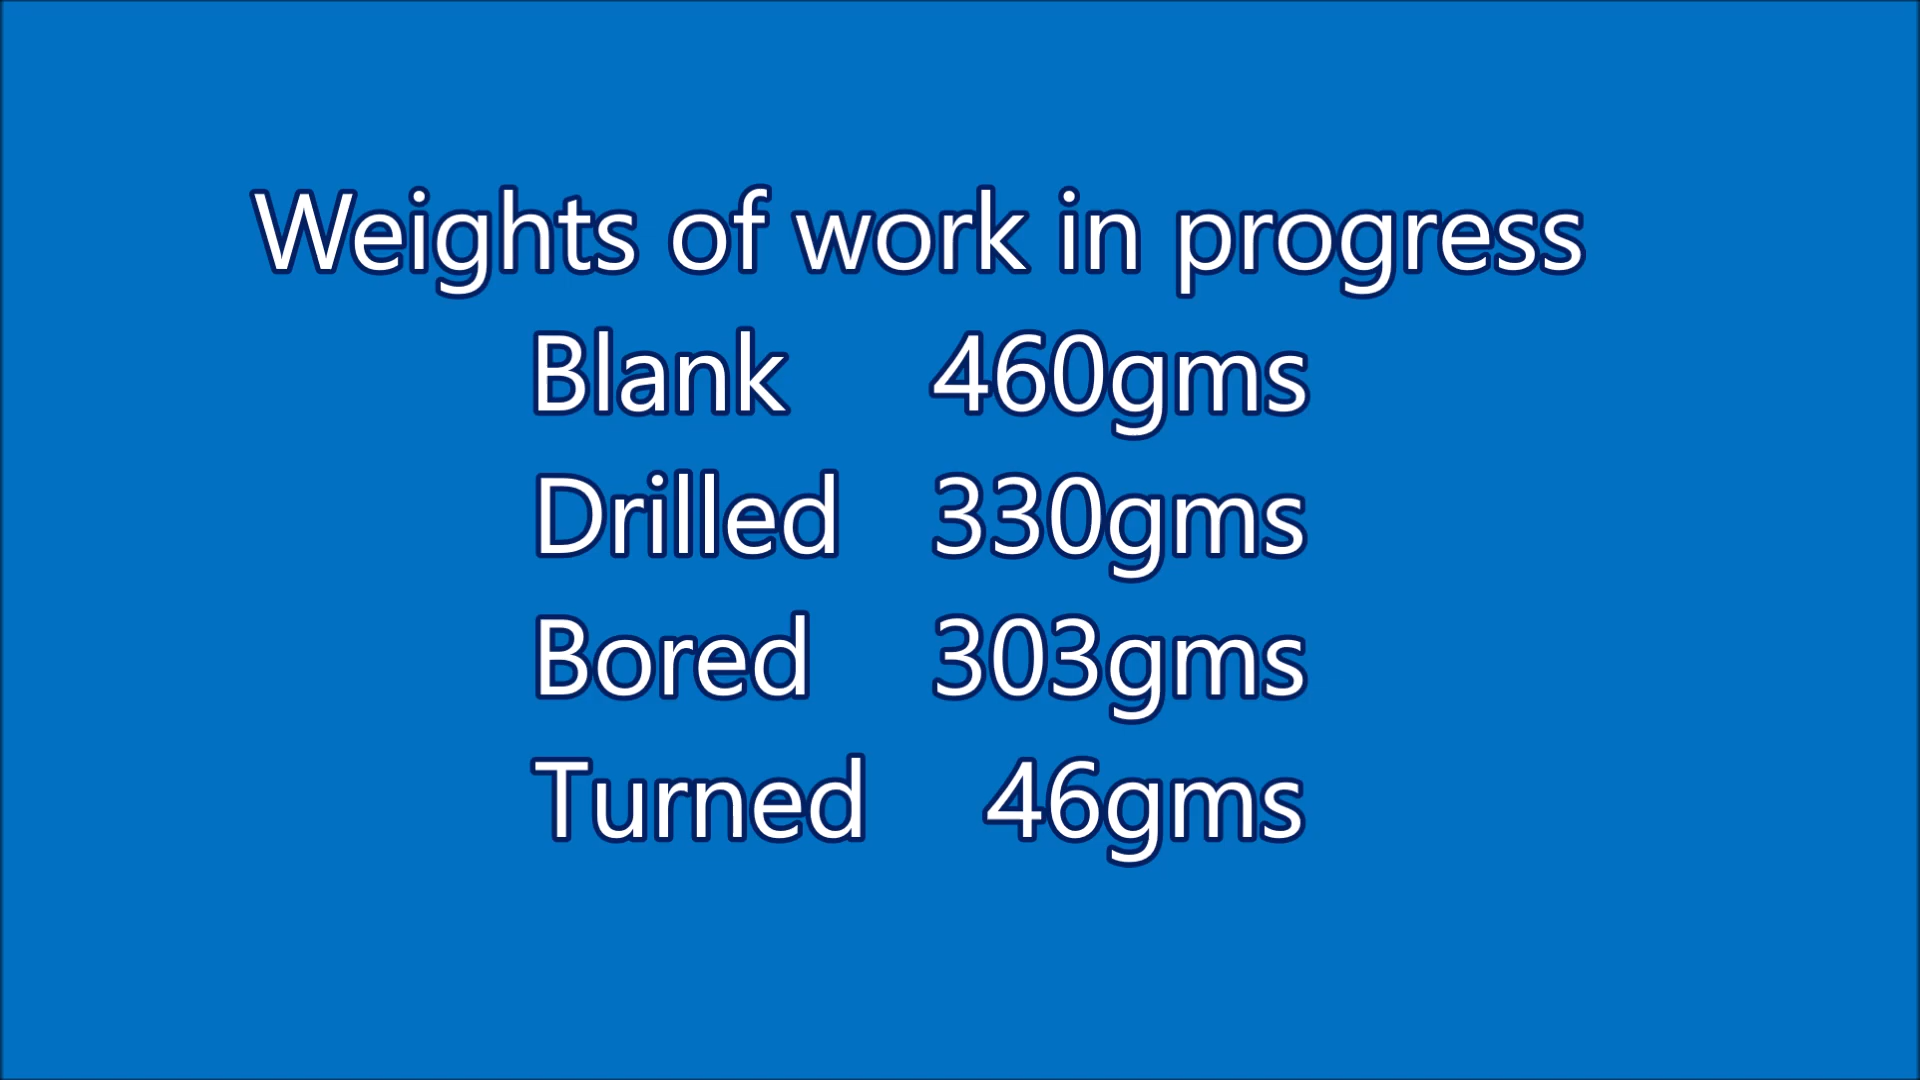 Weights of work in progress
Blank 460gms
Drilled 330gms
Bored 303gms
Turned 46gms